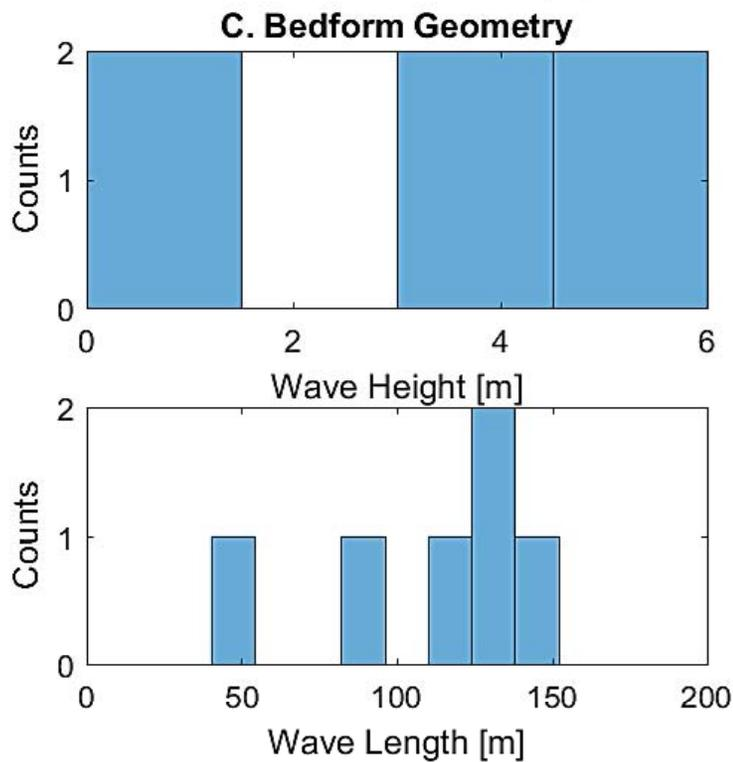 C. Bedform Geometry
2
1
0
Counts
0 2 4 6
Wave Height [m]
2
1
0
Counts
0 50 100 150 200
Wave Length [m]